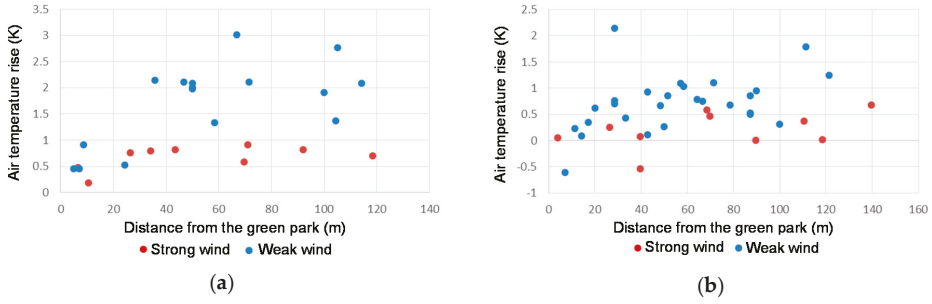 3.5
3
2.5
2
1.5
1
0.5
0
Air temperature rise (K)
0 20 40 60 80 100 120 140
Distance from the green park (m)
Strong wind Weak wind
(a)
2.5
2
1.5
1
0.5
0
-0.5
-1
Air temperature rise (K)
0 20 40 60 80 100 120 140 160
Distance from the green park (m)
Strong wind Weak wind
(b)